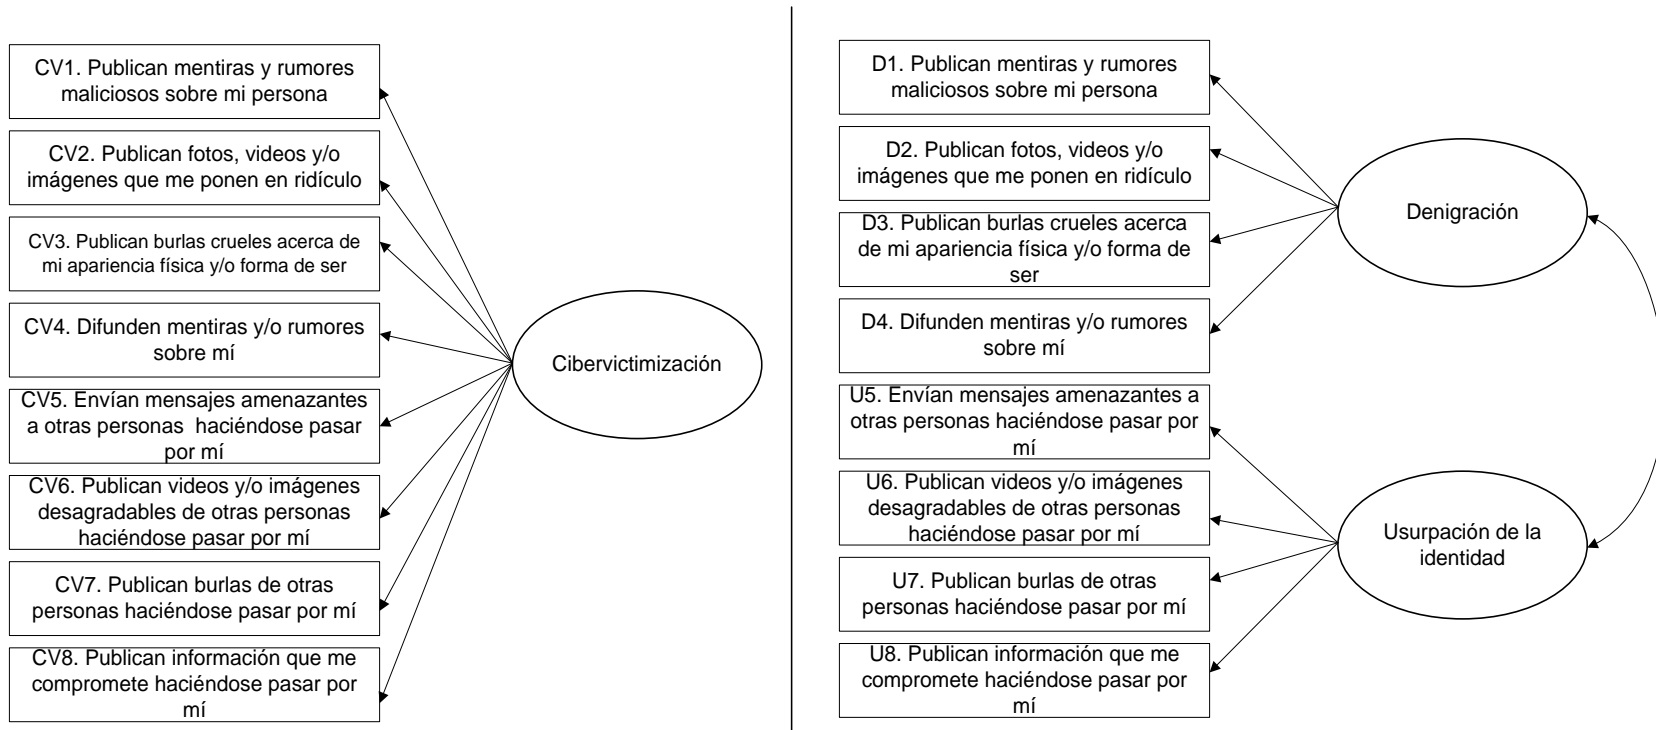 CV1. Publican mentiras y rumores
maliciosos sobre mi persona
CV2. Publican fotos, videos y/o
imágenes que me ponen en ridículo
CV3. Publican burlas crueles acerca de
mi apariencia física y/o forma de ser
CV4. Difunden mentiras y/o rumores
sobre mí
CV5. Envían mensajes amenazantes
a otras personas haciéndose pasar
por mí
CV6. Publican videos y/o imágenes
desagradables de otras personas
haciéndose pasar por mí
CV7. Publican burlas de otras
personas haciéndose pasar por mí
CV8. Publican información que me
compromete haciéndose pasar por
mí
Cibervictimización
D1. Publican mentiras y rumores
maliciosos sobre mi persona
D2. Publican fotos, videos y/o
imágenes que me ponen en ridículo
D3. Publican burlas crueles acerca
de mi apariencia física y/o forma de
ser
D4. Difunden mentiras y/o rumores
sobre mí
U5. Envían mensajes amenazantes a
otras personas haciéndose pasar por
mí
U6. Publican videos y/o imágenes
desagradables de otras personas
haciéndose pasar por mí
U7. Publican burlas de otras
personas haciéndose pasar por mí
U8. Publican información que me
compromete haciéndose pasar por
mí
Denigración
Usurpación de la
identidad